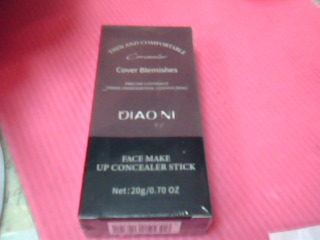 THIN AND COMFORTABLE
Concealer
Cover Blemishes
DIAO NI
FACE MAKE
UP CONCEALER STICK
Net:20g/0.70 OZ